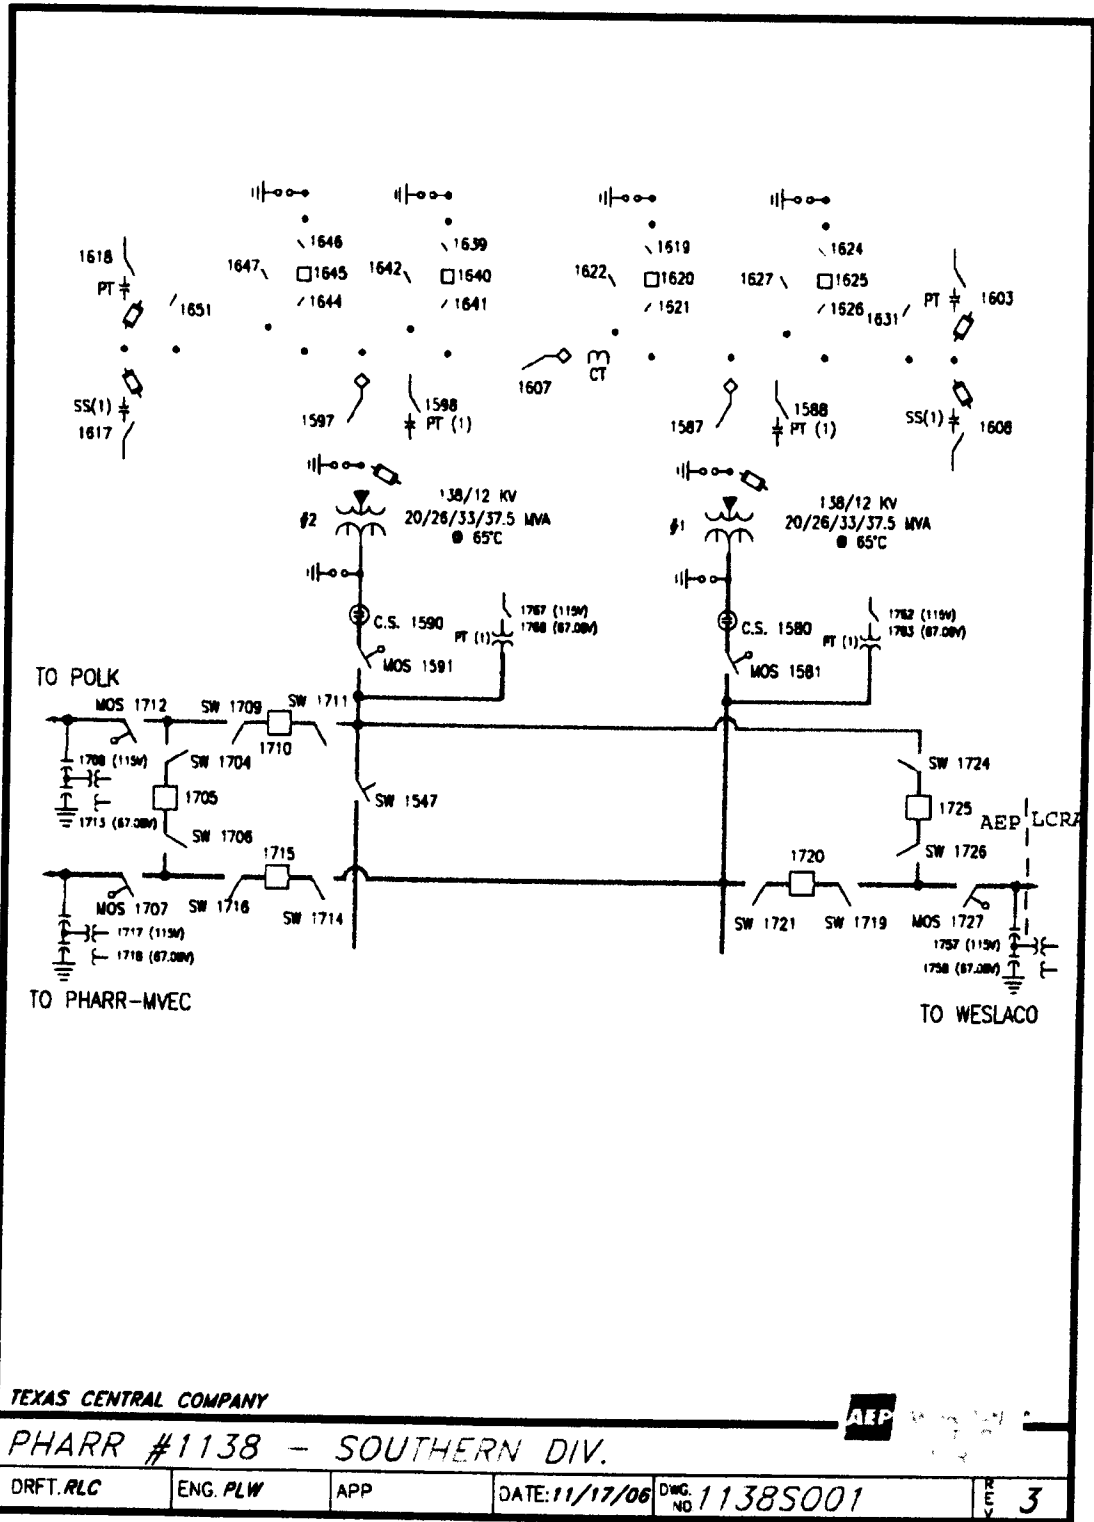 1618
PT
1651
1647
1646
1645
1644
1642
1639
1640
1641
1622
1619
1620
1621
1627
1624
1625
1626
1631
PT
1603
1607
CT
SS(1)
1617
1597
1598
PT (1)
1587
1588
PT (1)
SS(1)
1608
#2
138/12 KV
20/26/33/37.5 MVA
@ 65°C
#1
138/12 KV
20/26/33/37.5 MVA
@ 65°C
C.S. 1590
MOS 1591
PT (1)
1767 (115V)
1768 (67.08V)
C.S. 1580
MOS 1581
PT (1)
1762 (115V)
1763 (67.08V)
TO POLK
MOS 1712
SW 1709
1710
SW 1711
1708 (115V)
1713 (67.08V)
SW 1704
1705
SW 1706
SW 1547
SW 1724
1725
SW 1726
AEP
LCRA
MOS 1707
SW 1716
1715
SW 1714
1717 (115V)
1718 (67.08V)
TO PHARR-MVEC
SW 1721
1720
SW 1719
MOS 1727
1757 (115V)
1758 (67.08V)
TO WESLACO
TEXAS CENTRAL COMPANY
AEP
PHARR #1138 - SOUTHERN DIV.
DRFT. RLC
ENG. PLW
APP
DATE: 11/17/06
DWG. NO 1138S001
REV 3